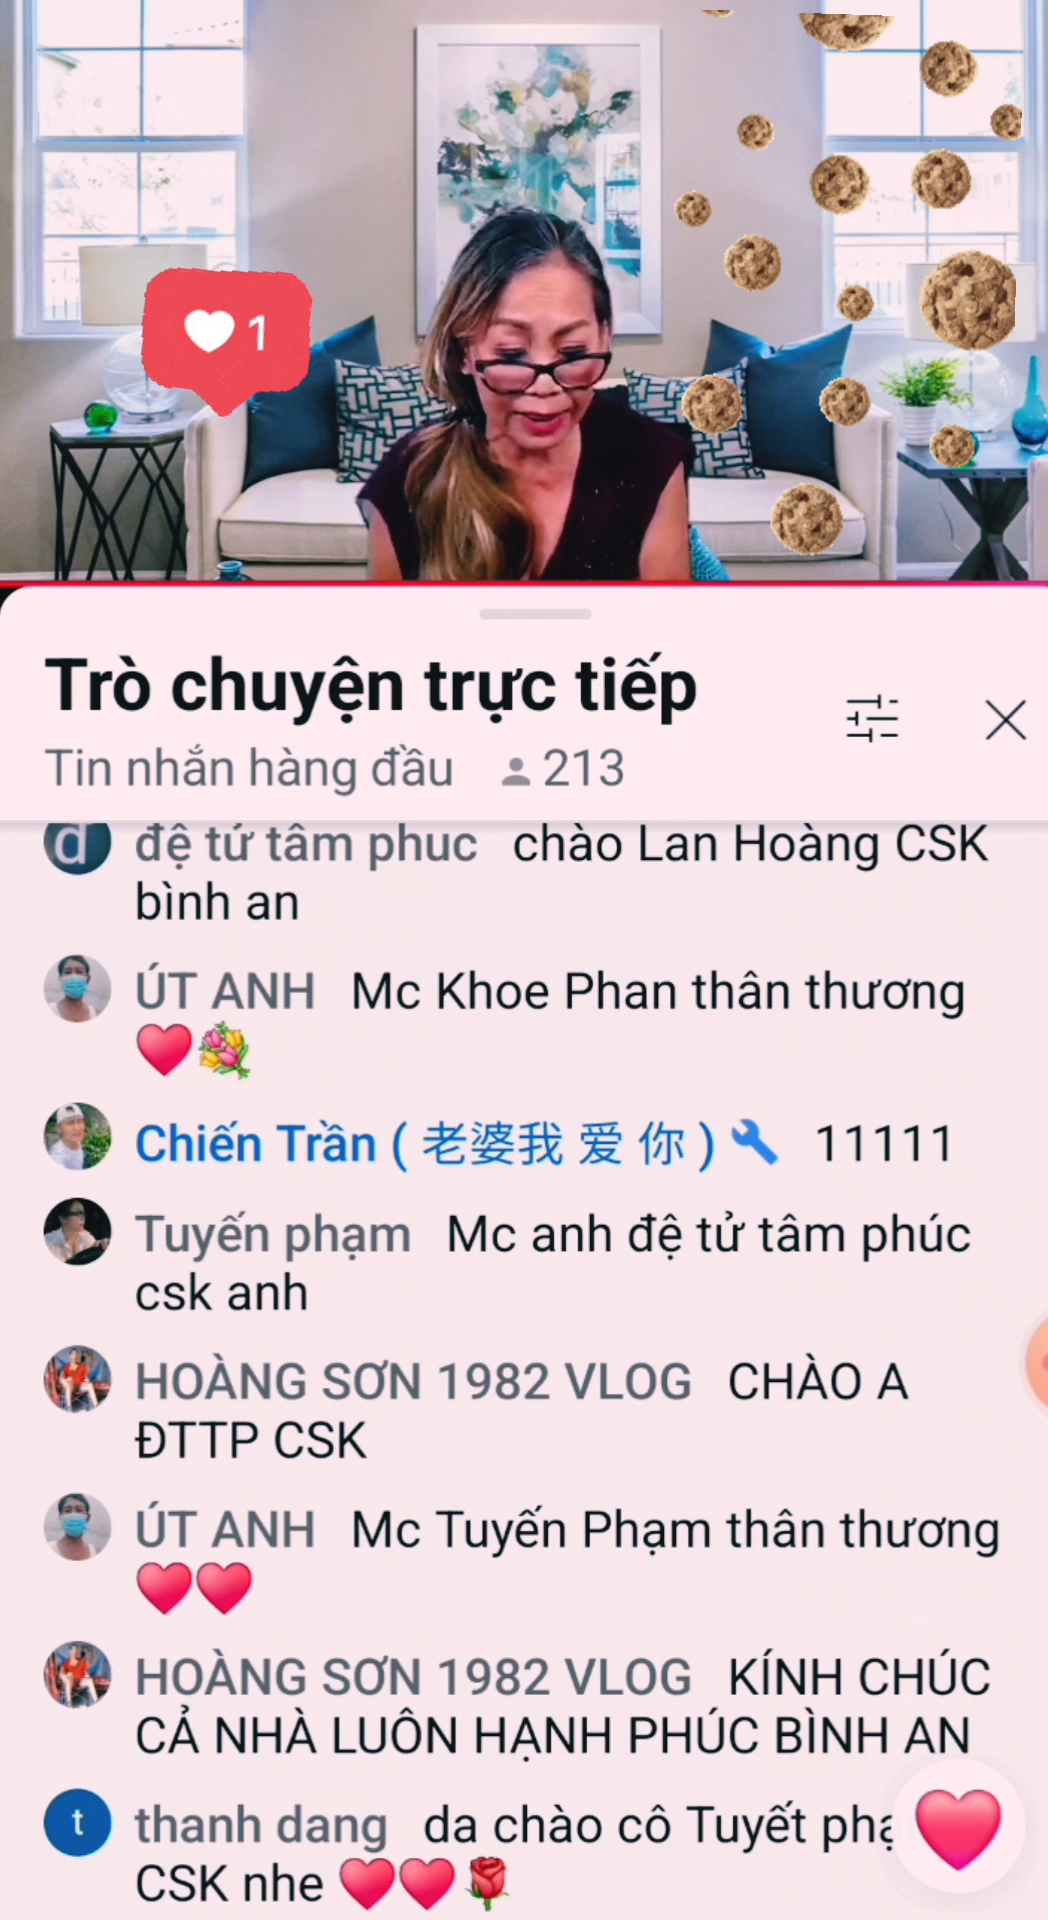 1
Trò chuyện trực tiếp
Tin nhắn hàng đầu 213
d đệ tử tâm phuc chào Lan Hoàng CSK
bình an
ÚT ANH Mc Khoe Phan thân thương
❤️💐
Chiến Trần ( 老婆我 爱 你 ) 🔧 11111
Tuyến phạm Mc anh đệ tử tâm phúc
csk anh
HOÀNG SƠN 1982 VLOG CHÀO A
ĐTTP CSK
ÚT ANH Mc Tuyến Phạm thân thương
❤️❤️
HOÀNG SƠN 1982 VLOG KÍNH CHÚC
CẢ NHÀ LUÔN HẠNH PHÚC BÌNH AN
t thanh dang da chào cô Tuyết
CSK nhe ❤️❤️🌹